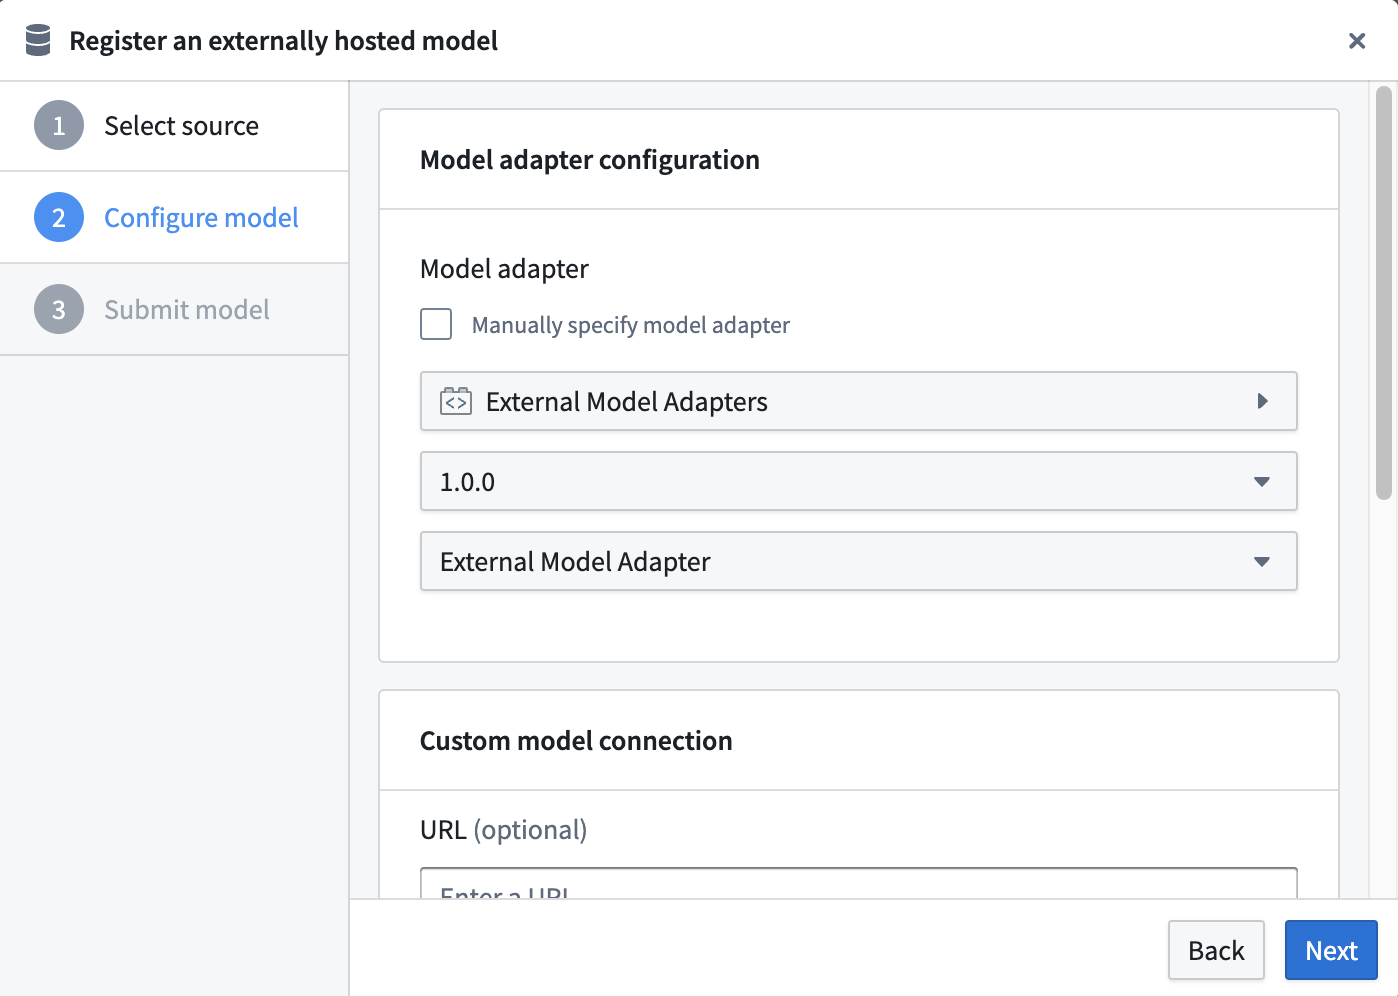 Register an externally hosted model
1 Select source
2 Configure model
3 Submit model
Model adapter configuration
Model adapter
Manually specify model adapter
<> External Model Adapters
1.0.0
External Model Adapter
Custom model connection
URL (optional)
Enter a URL
Back Next